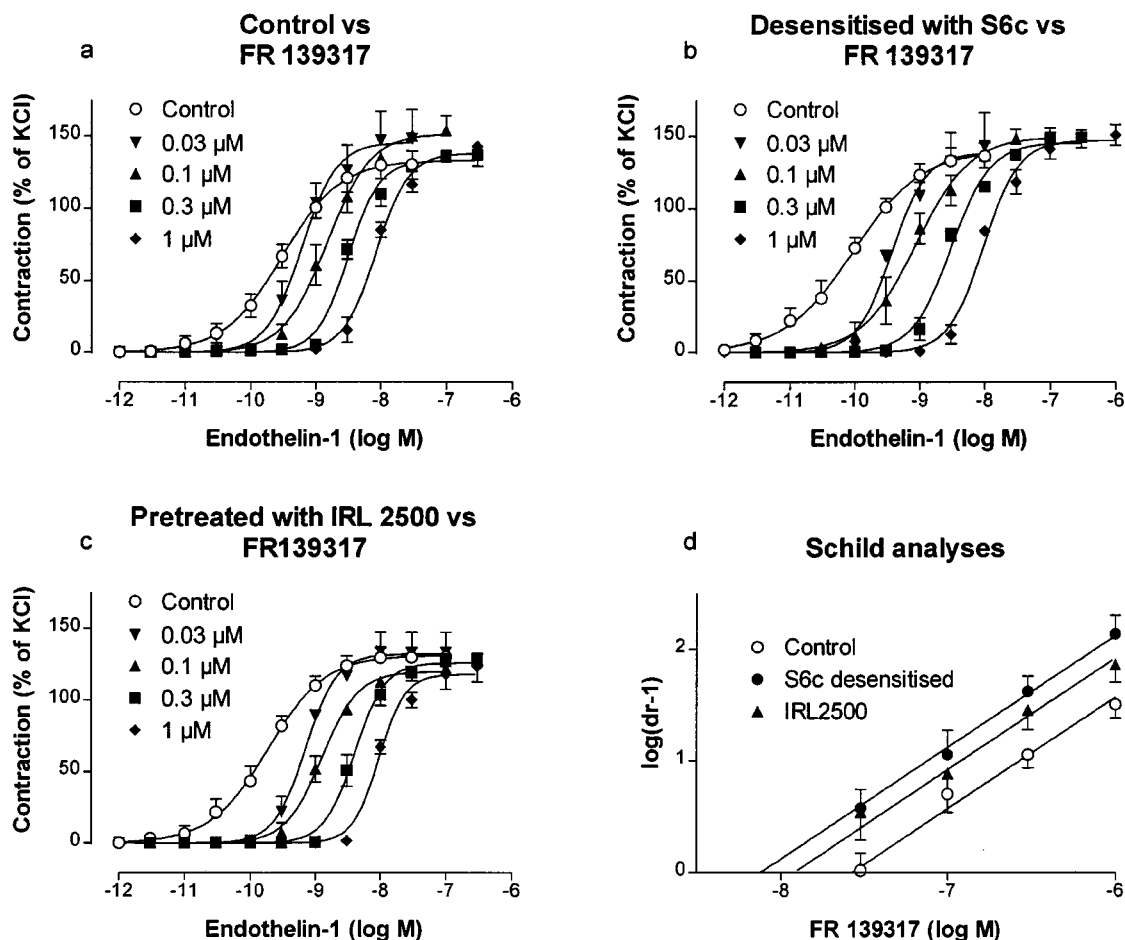 a
Control vs
FR 139317
Contraction (% of KCl)
150
100
50
0
Control
0.03 µM
0.1 µM
0.3 µM
1 µM
-12 -11 -10 -9 -8 -7 -6
Endothelin-1 (log M)
b
Desensitised with S6c vs
FR 139317
Contraction (% of KCl)
150
100
50
0
Control
0.03 µM
0.1 µM
0.3 µM
1 µM
-12 -11 -10 -9 -8 -7 -6
Endothelin-1 (log M)
c
Pretreated with IRL 2500 vs
FR139317
Contraction (% of KCl)
150
100
50
0
Control
0.03 µM
0.1 µM
0.3 µM
1 µM
-12 -11 -10 -9 -8 -7 -6
Endothelin-1 (log M)
d
Schild analyses
log(dr-1)
2
1
0
Control
S6c desensitised
IRL2500
-8 -7 -6
FR 139317 (log M)